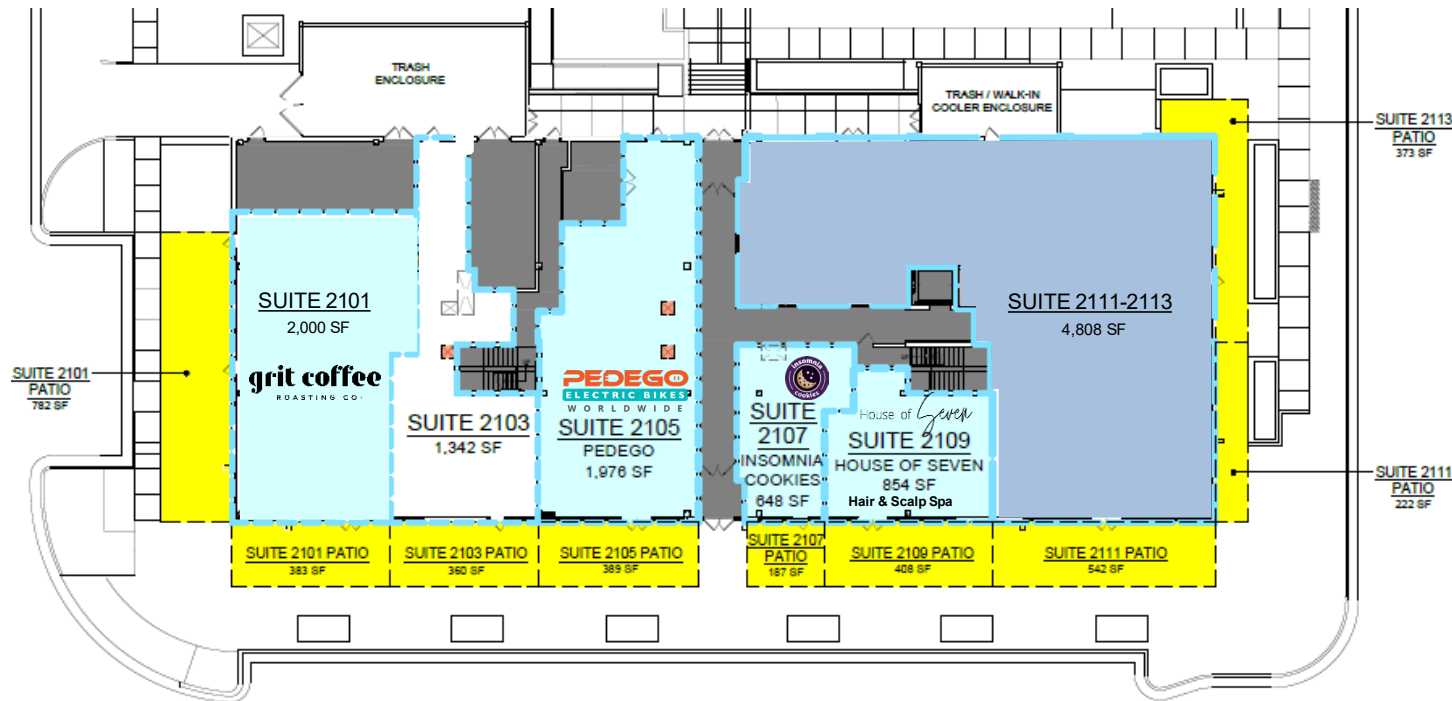 TRASH
ENCLOSURE
TRASH / WALK-IN
COOLER ENCLOSURE
SUITE 2113
PATIO
373 SF
SUITE 2101
2,000 SF
grit coffee
ROASTING CO.
SUITE 2101
PATIO
782 SF
SUITE 2103
1,342 SF
PEDEGO
ELECTRIC BIKES
WORLDWIDE
SUITE 2105
PEDEGO
1,976 SF
insomnia
cookies
SUITE
2107
INSOMNIA
COOKIES
648 SF
House of Seven
SUITE 2109
HOUSE OF SEVEN
854 SF
Hair & Scalp Spa
SUITE 2111-2113
4,808 SF
SUITE 2111
PATIO
222 SF
SUITE 2101 PATIO
383 SF
SUITE 2103 PATIO
360 SF
SUITE 2105 PATIO
389 SF
SUITE 2107
PATIO
187 SF
SUITE 2109 PATIO
408 SF
SUITE 2111 PATIO
542 SF